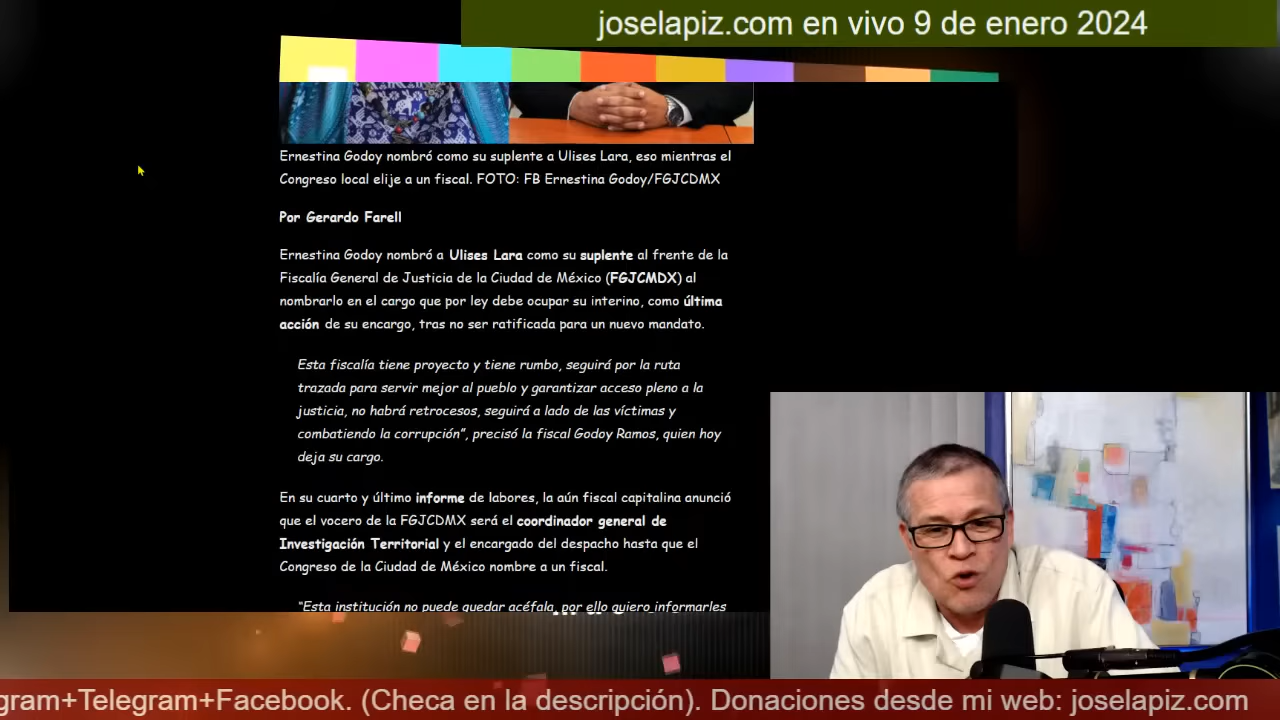 joselapiz.com en vivo 9 de enero 2024
Ernestina Godoy nombró como su suplente a Ulises Lara, eso mientras el
Congreso local elije a un fiscal. FOTO: FB Ernestina Godoy/FGJCDMX
Por Gerardo Farell
Ernestina Godoy nombró a Ulises Lara como su suplente al frente de la
Fiscalía General de Justicia de la Ciudad de México (FGJCMDX) al
nombrarlo en el cargo que por ley debe ocupar su interino, como última
acción de su encargo, tras no ser ratificada para un nuevo mandato.
Esta fiscalía tiene proyecto y tiene rumbo, seguirá por la ruta
trazada para servir mejor al pueblo y garantizar acceso pleno a la
justicia, no habrá retrocesos, seguirá a lado de las víctimas y
combatiendo la corrupción”, precisó la fiscal Godoy Ramos, quien hoy
deja su cargo.
En su cuarto y último informe de labores, la aún fiscal capitalina anunció
que el vocero de la FGJCDMX será el coordinador general de
Investigación Territorial y el encargado del despacho hasta que el
Congreso de la Ciudad de México nombre a un fiscal.
“Esta institución no puede quedar acéfala, por ello quiero informarles
gram+Telegram+Facebook. (Checa en la descripción). Donaciones desde mi web: joselapiz.com